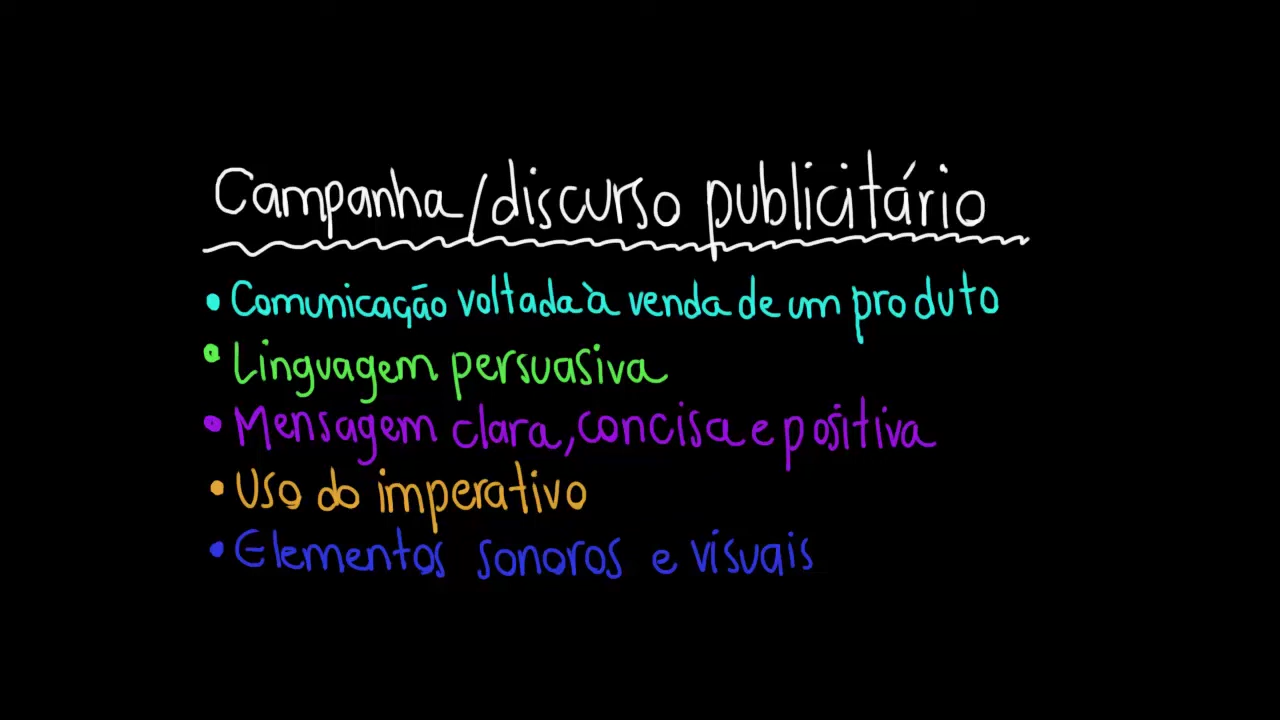 Campanha/discurso publicitário
• Comunicação voltada à venda de um produto
• Linguagem persuasiva
• Mensagem clara, concisa e positiva
• Uso do imperativo
• Elementos sonoros e visuais